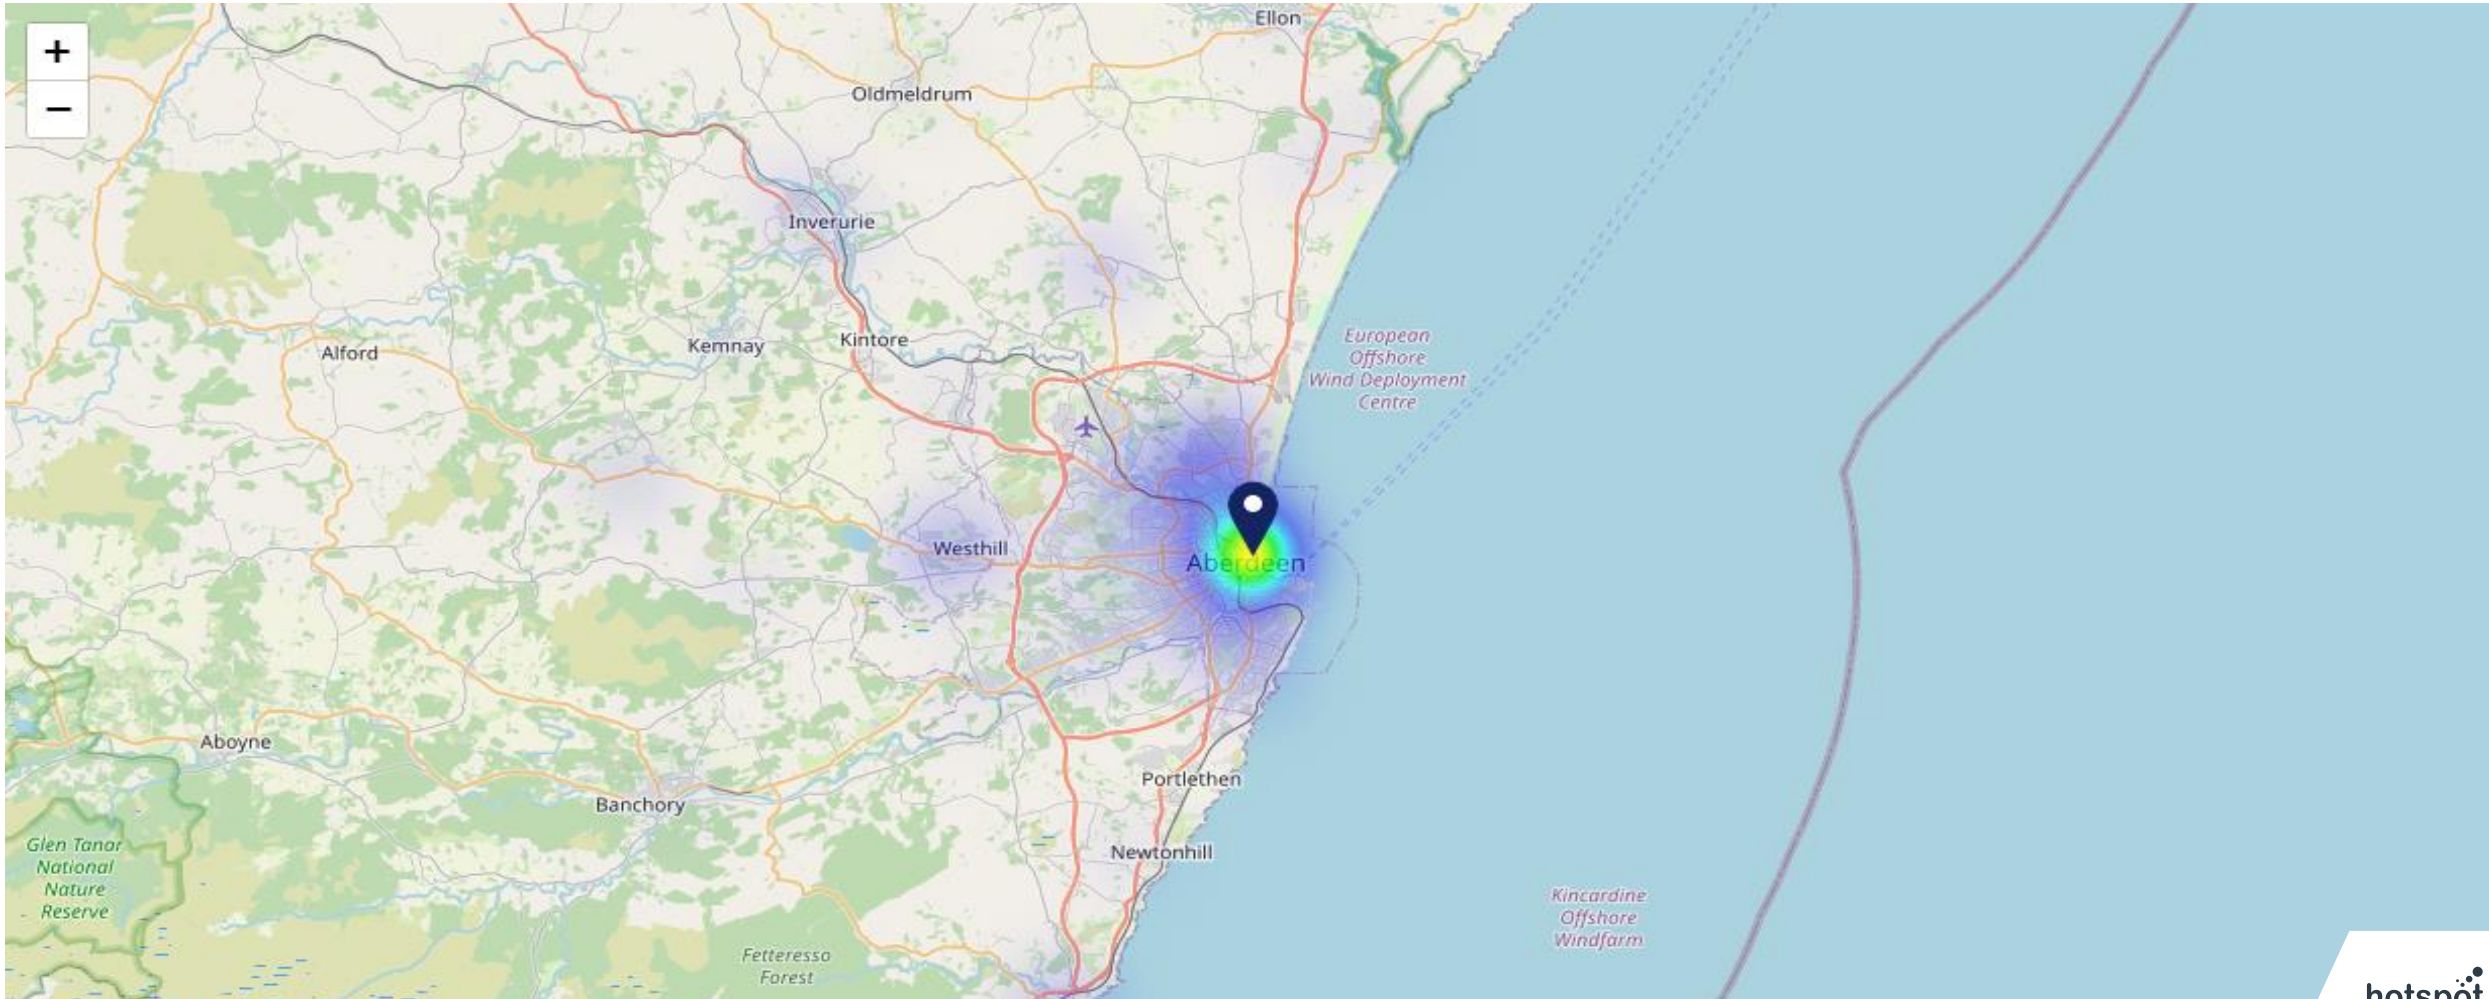 +
−
Ellon
Oldmeldrum
Inverurie
Kemnay
Kintore
Alford
European
Offshore
Wind Deployment
Centre
Westhill
Aberdeen
Aboyne
Banchory
Portlethen
Newtonhill
Glen Tanar
National
Nature
Reserve
Fetteresso
Forest
Kincardine
Offshore
Windfarm
hotspot